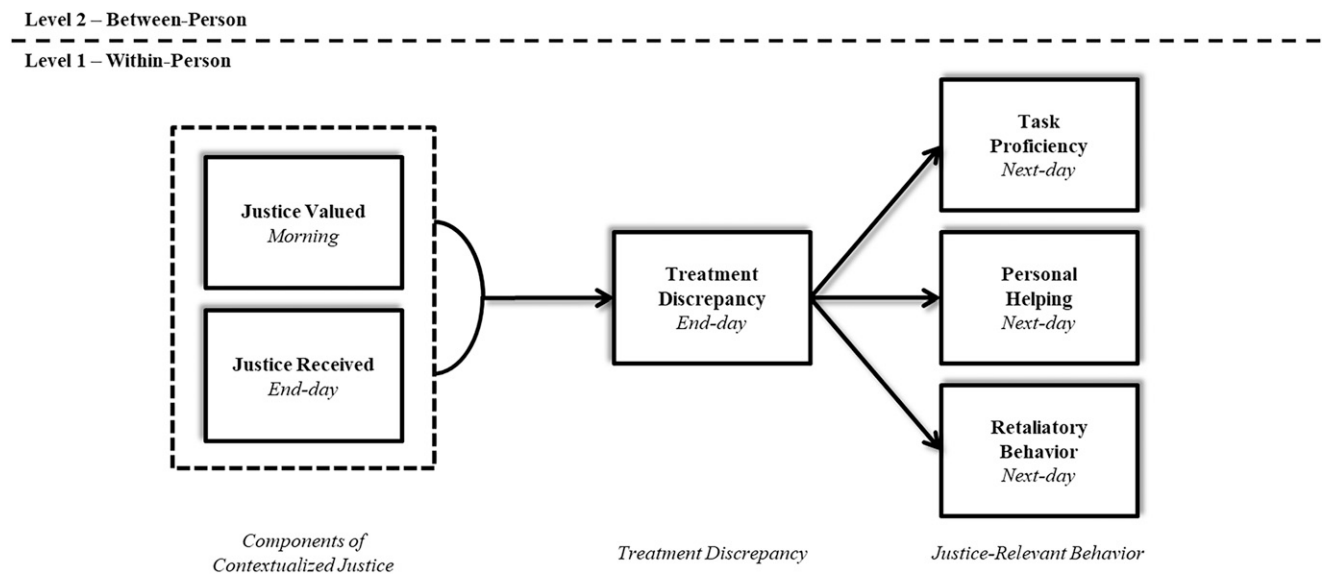 Level 2 – Between-Person
Level 1 – Within-Person
Justice Valued
Morning
Justice Received
End-day
Components of
Contextualized Justice
Treatment
Discrepancy
End-day
Treatment Discrepancy
Task
Proficiency
Next-day
Personal
Helping
Next-day
Retaliatory
Behavior
Next-day
Justice-Relevant Behavior